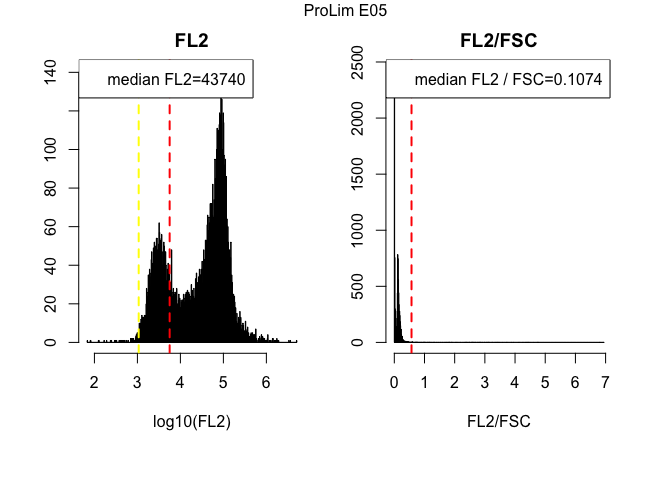 ProLim E05
FL2
FL2/FSC
median FL2=43740
median FL2 / FSC=0.1074
140
100
80
60
40
20
0
2 3 4 5 6
log10(FL2)
2500
2000
1500
1000
500
0
0 1 2 3 4 5 6 7
FL2/FSC